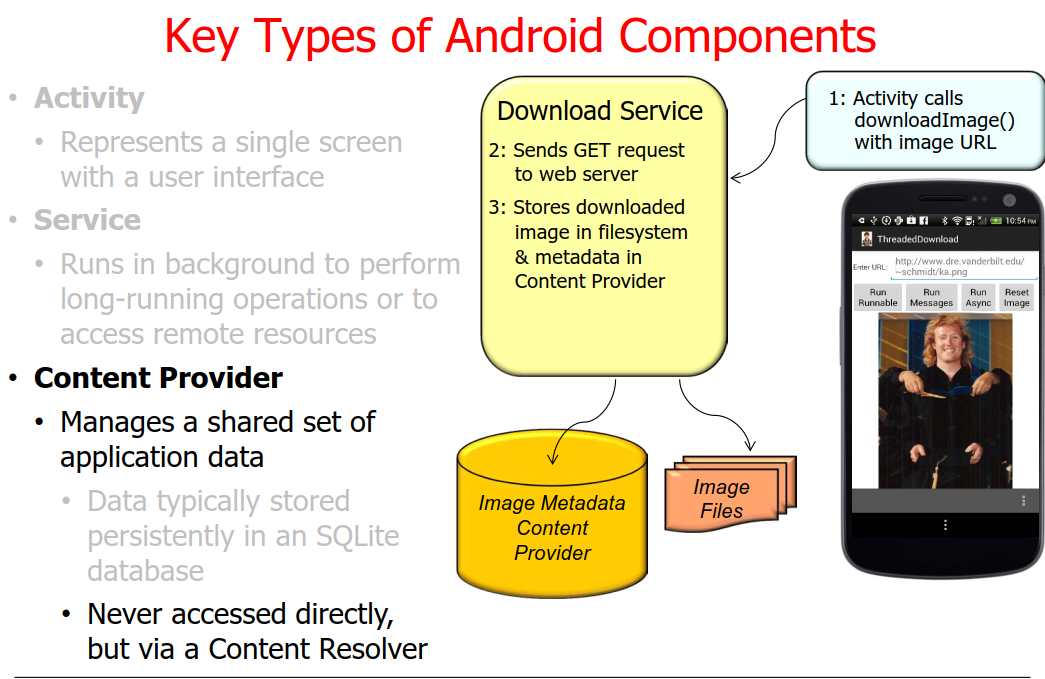 Key Types of Android Components
• Activity
• Represents a single screen
with a user interface
• Service
• Runs in background to perform
long-running operations or to
access remote resources
• Content Provider
• Manages a shared set of
application data
• Data typically stored
persistently in an SQLite
database
• Never accessed directly,
but via a Content Resolver
Download Service
2: Sends GET request
to web server
3: Stores downloaded
image in filesystem
& metadata in
Content Provider
1: Activity calls
downloadImage()
with image URL
Image Metadata
Content
Provider
Image
Files
10:54 PM
ThreadedDownload
Enter URL:
http://www.dre.vanderbilt.edu/
~schmidt/ka.png
Run
Runnable
Run
Messages
Run
Async
Reset
Image